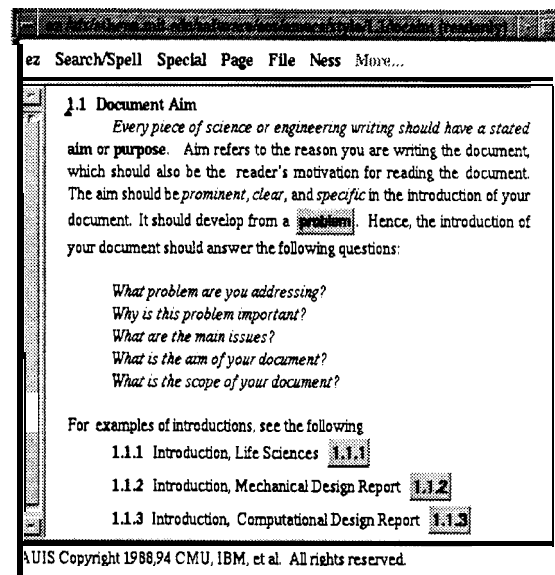 ez Search/Spell Special Page File Ness More...
1.1 Document Aim
Every piece of science or engineering writing should have a stated
aim or purpose. Aim refers to the reason you are writing the document,
which should also be the reader's motivation for reading the document.
The aim should be prominent, clear, and specific in the introduction of your
document. It should develop from a problem. Hence, the introduction of
your document should answer the following questions:
What problem are you addressing?
Why is this problem important?
What are the main issues?
What is the aim of your document?
What is the scope of your document?
For examples of introductions, see the following
1.1.1 Introduction, Life Sciences 1.1.1
1.1.2 Introduction, Mechanical Design Report 1.1.2
1.1.3 Introduction, Computational Design Report 1.1.3
AUIS Copyright 1988,94 CMU, IBM, et al. All rights reserved.